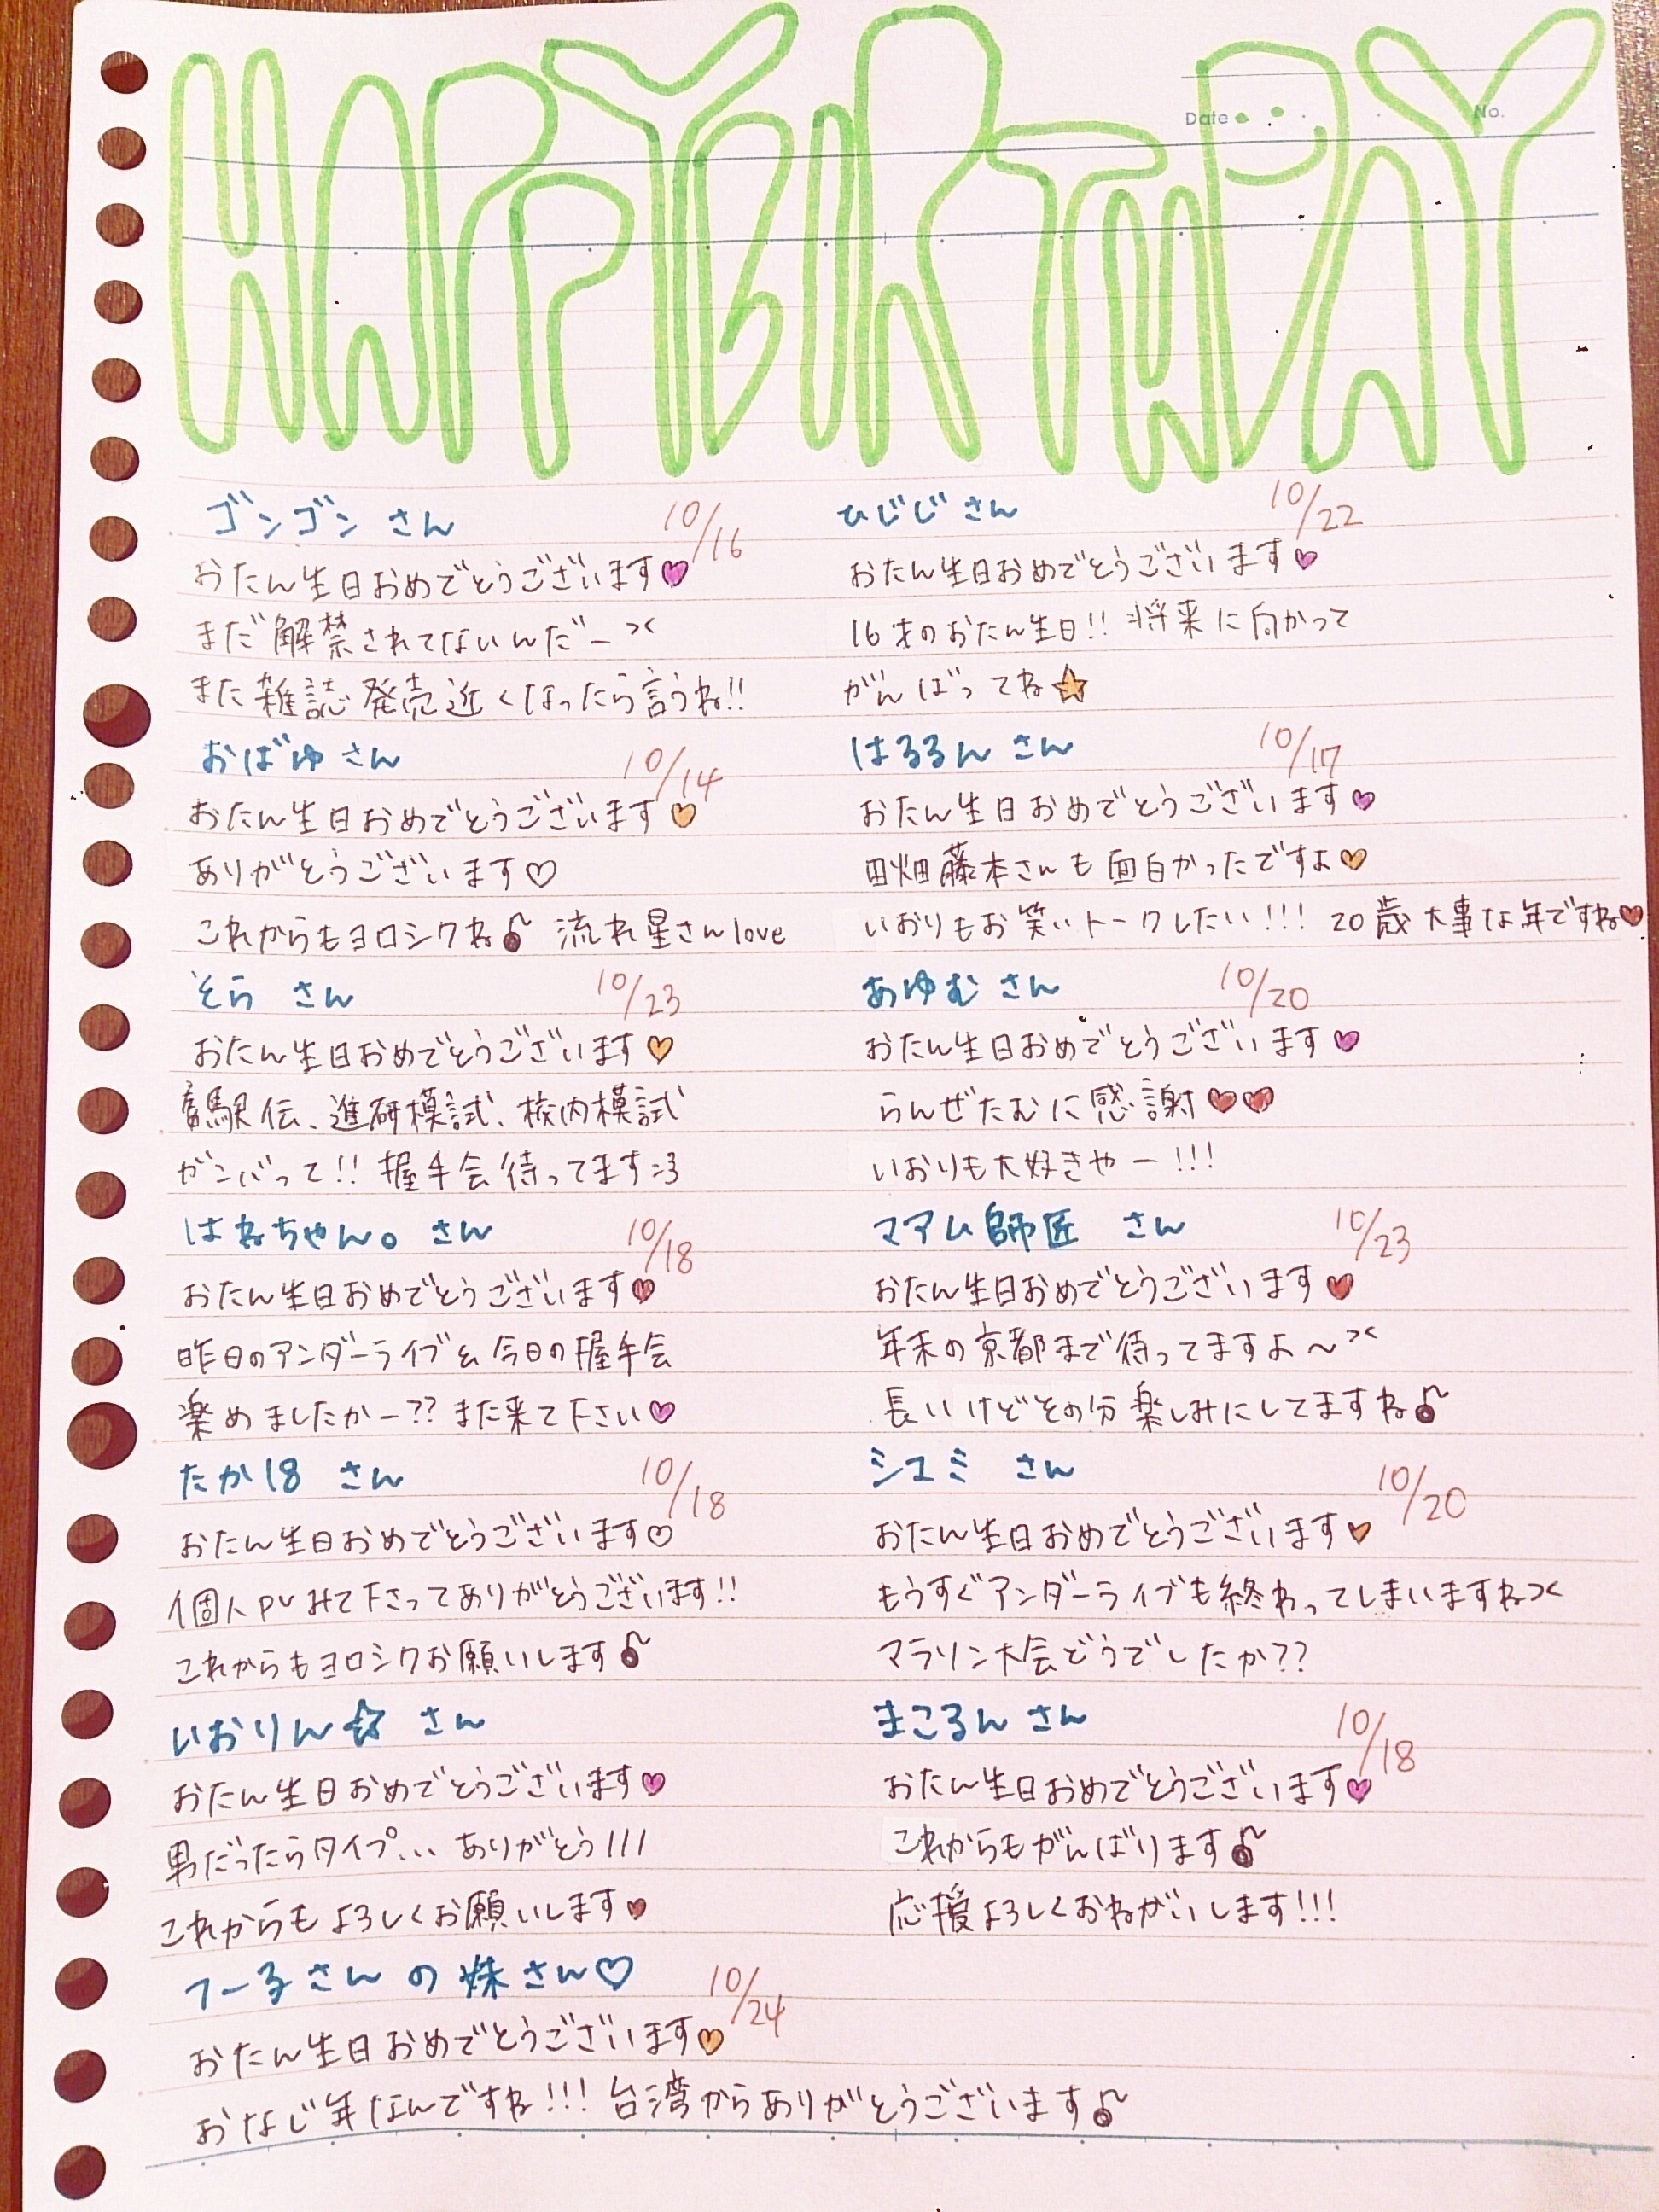 HAPPY BIRTHDAY
Date . . No.
ゴンゴン さん 10/16
おたん生日おめでとうございます♥
まだ解禁されてないんだー><
また雑誌発売近くなったら言うね!!
おばゆさん 10/14
おたん生日おめでとうございます♥
ありがとうございます♡
これからもヨロシクね♪ 流れ星さんlove
そら さん 10/23
おたん生日おめでとうございます♥
駅伝、進研模試、校内模試
ガンバって!! 握手会待ってます:3
はねちゃん。さん 10/18
おたん生日おめでとうございます♥
昨日のアンダーライブ&今日の握手会
楽めましたかー?? また来て下さい♥
たか18 さん 10/18
おたん生日おめでとうございます♡
個人PVみて下さってありがとうございます!!
これからもヨロシクお願いします♪
いおりん☆ さん
おたん生日おめでとうございます♥
男だったらタイプ... ありがとう///
これからもよろしくお願いします♥
フー子さんの妹さん♡ 10/24
おたん生日おめでとうございます♥
おなじ年なんですね!!! 台湾からありがとうございます♪
ひじじさん 10/22
おたん生日おめでとうございます♥
16才のおたん生日!! 将来に向かって
がんばってね☆
はるるんさん 10/17
おたん生日おめでとうございます♥
田畑藤本さんも面白かったですよ♥
いおりもお笑いトークしたい!!! 20歳大事な年ですね♥
あゆむさん 10/20
おたん生日おめでとうございます♥
らんぜたむに感謝♥♥
いおりも大好きやー!!!
マアム師匠 さん 10/23
おたん生日おめでとうございます♥
年末の京都まで待ってますよ〜><
長いけどその分楽しみにしてますね♪
シユミ さん 10/20
おたん生日おめでとうございます♥
もうすぐアンダーライブも終わってしまいますね><
マラソン大会どうでしたか??
まころんさん 10/18
おたん生日おめでとうございます♥
これからもがんばります♪
応援よろしくおねがいします!!!